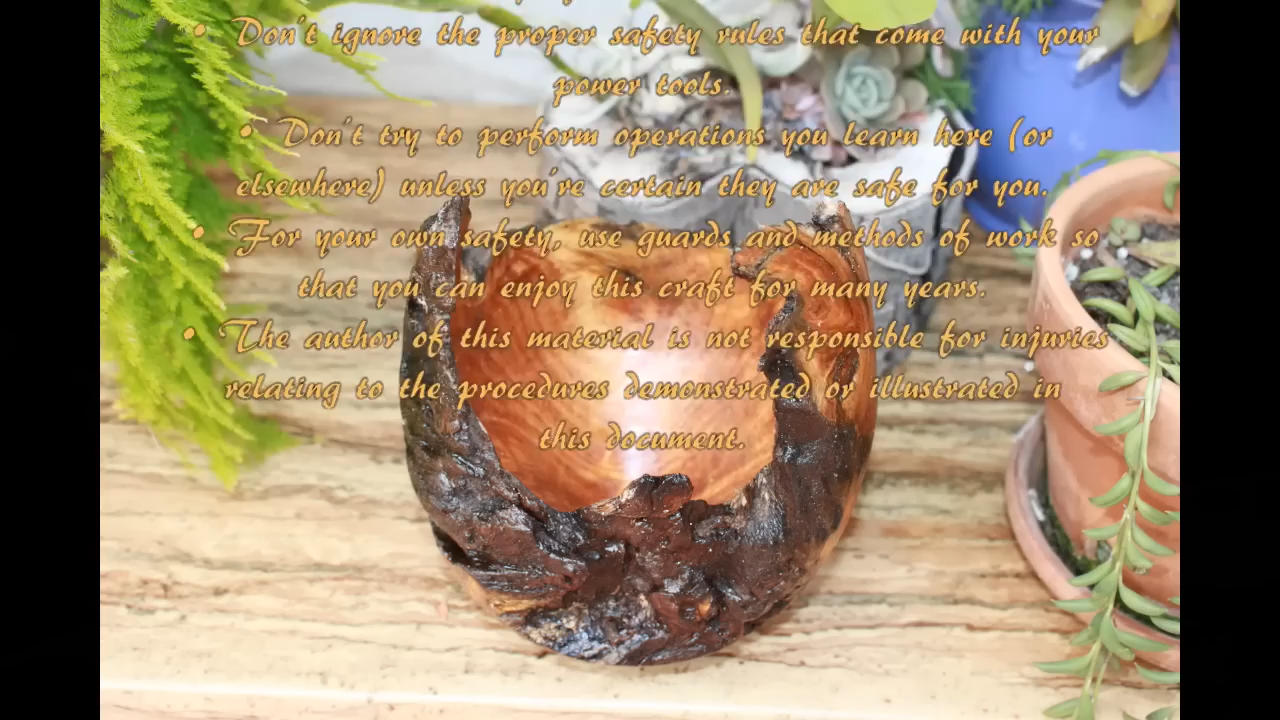 • Don't ignore the proper safety rules that come with your
power tools.
• Don't try to perform operations you learn here (or
elsewhere) unless you're certain they are safe for you.
• For your own safety, use guards and methods of work so
that you can enjoy this craft for many years.
• The author of this material is not responsible for injuries
relating to the procedures demonstrated or illustrated in
this document.